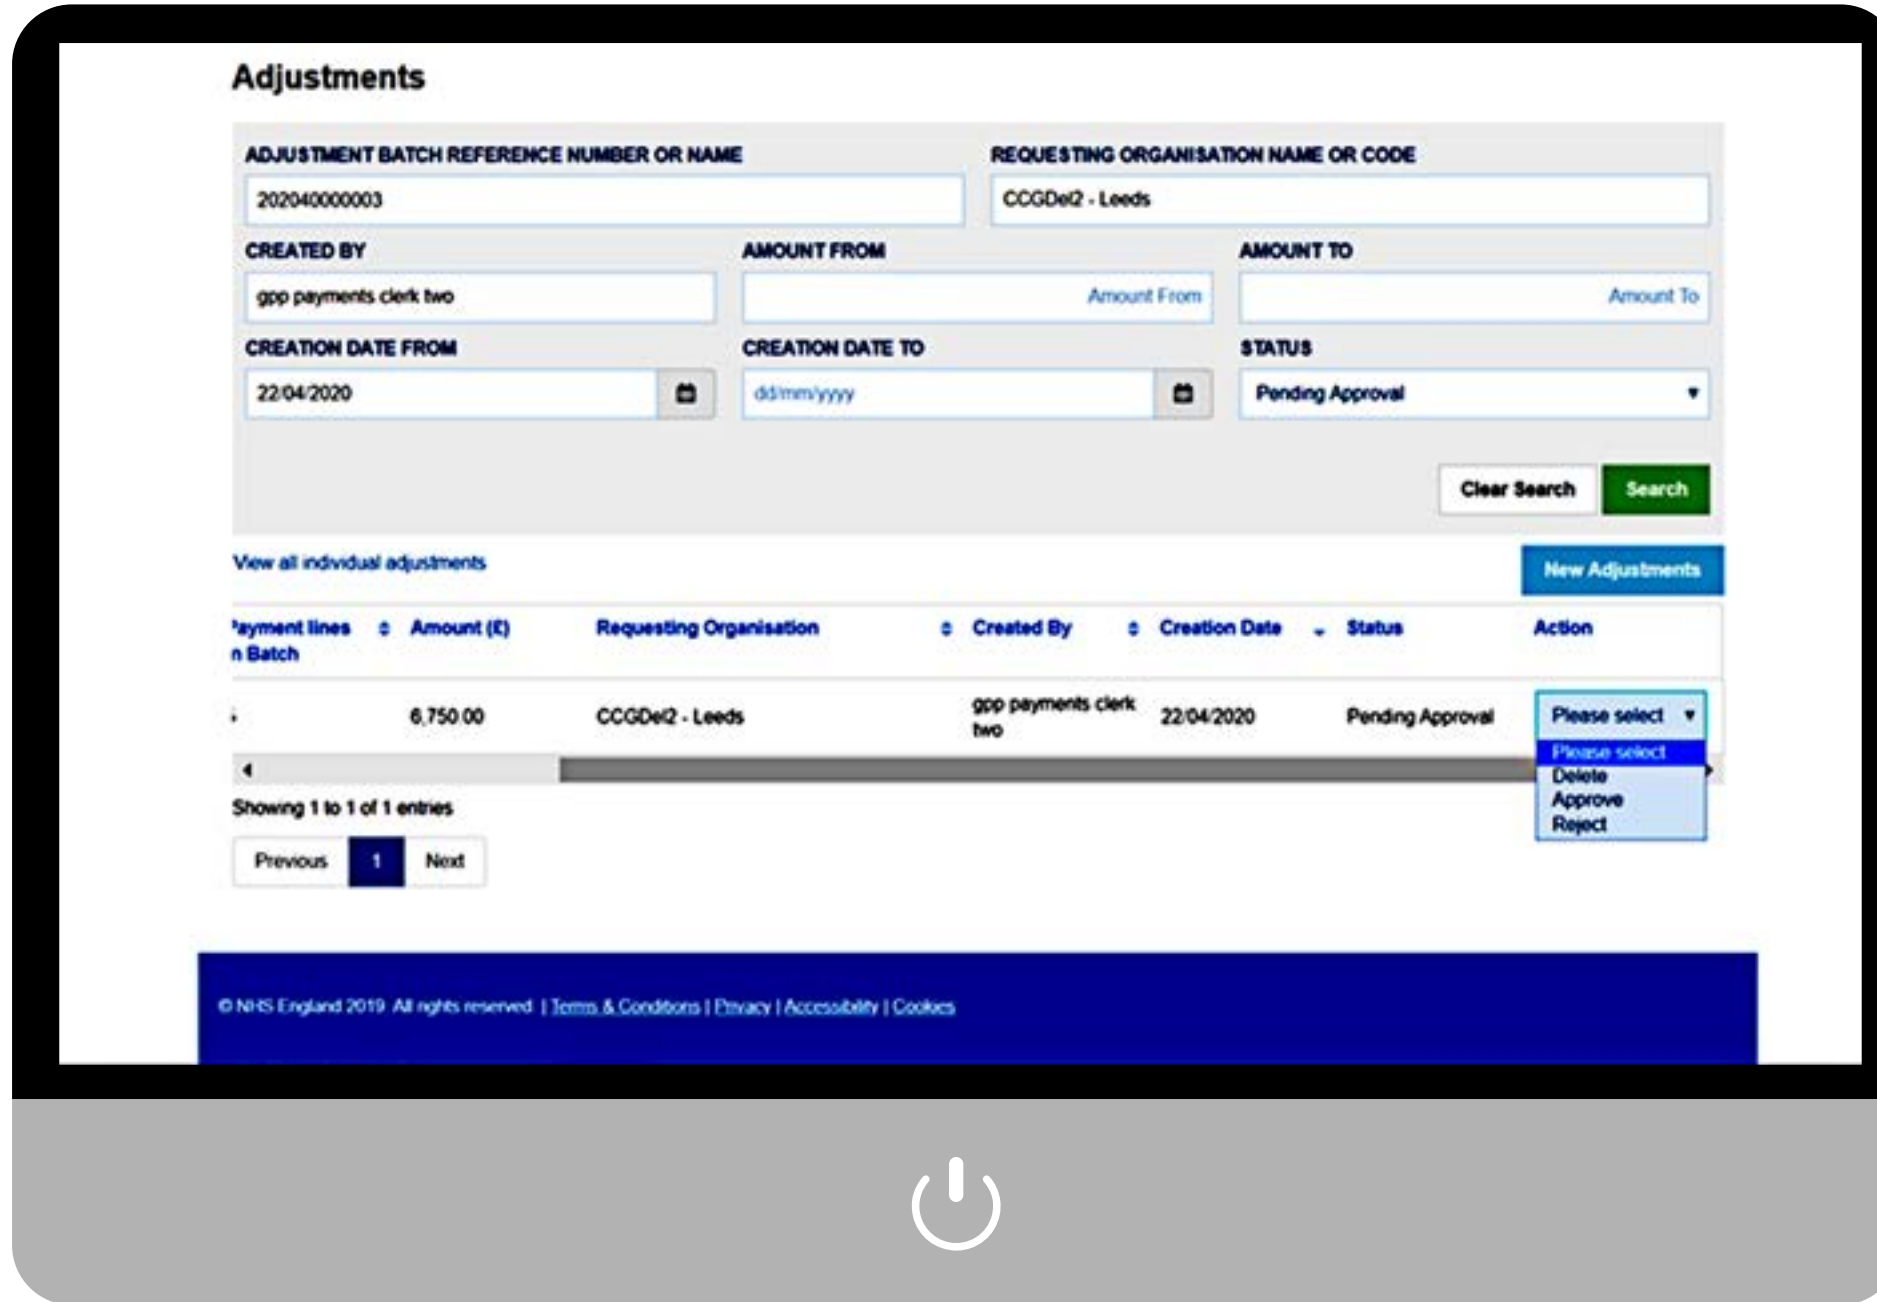 Adjustments
ADJUSTMENT BATCH REFERENCE NUMBER OR NAME REQUESTING ORGANISATION NAME OR CODE
202040000003 CCGDel2 - Leeds
CREATED BY AMOUNT FROM AMOUNT TO
gpp payments clerk two Amount From Amount To
CREATION DATE FROM CREATION DATE TO STATUS
22/04/2020 dd/mm/yyyy Pending Approval
Clear Search Search
View all individual adjustments New Adjustments
ayment lines Amount (£) Requesting Organisation Created By Creation Date Status Action
n Batch
6,750.00 CCGDel2 - Leeds gpp payments clerk 22/04/2020 Pending Approval Please select
two
Please select
Delete
Approve
Reject
Showing 1 to 1 of 1 entries
Previous 1 Next
© NHS England 2019 All rights reserved. | Terms & Conditions | Privacy | Accessibility | Cookies